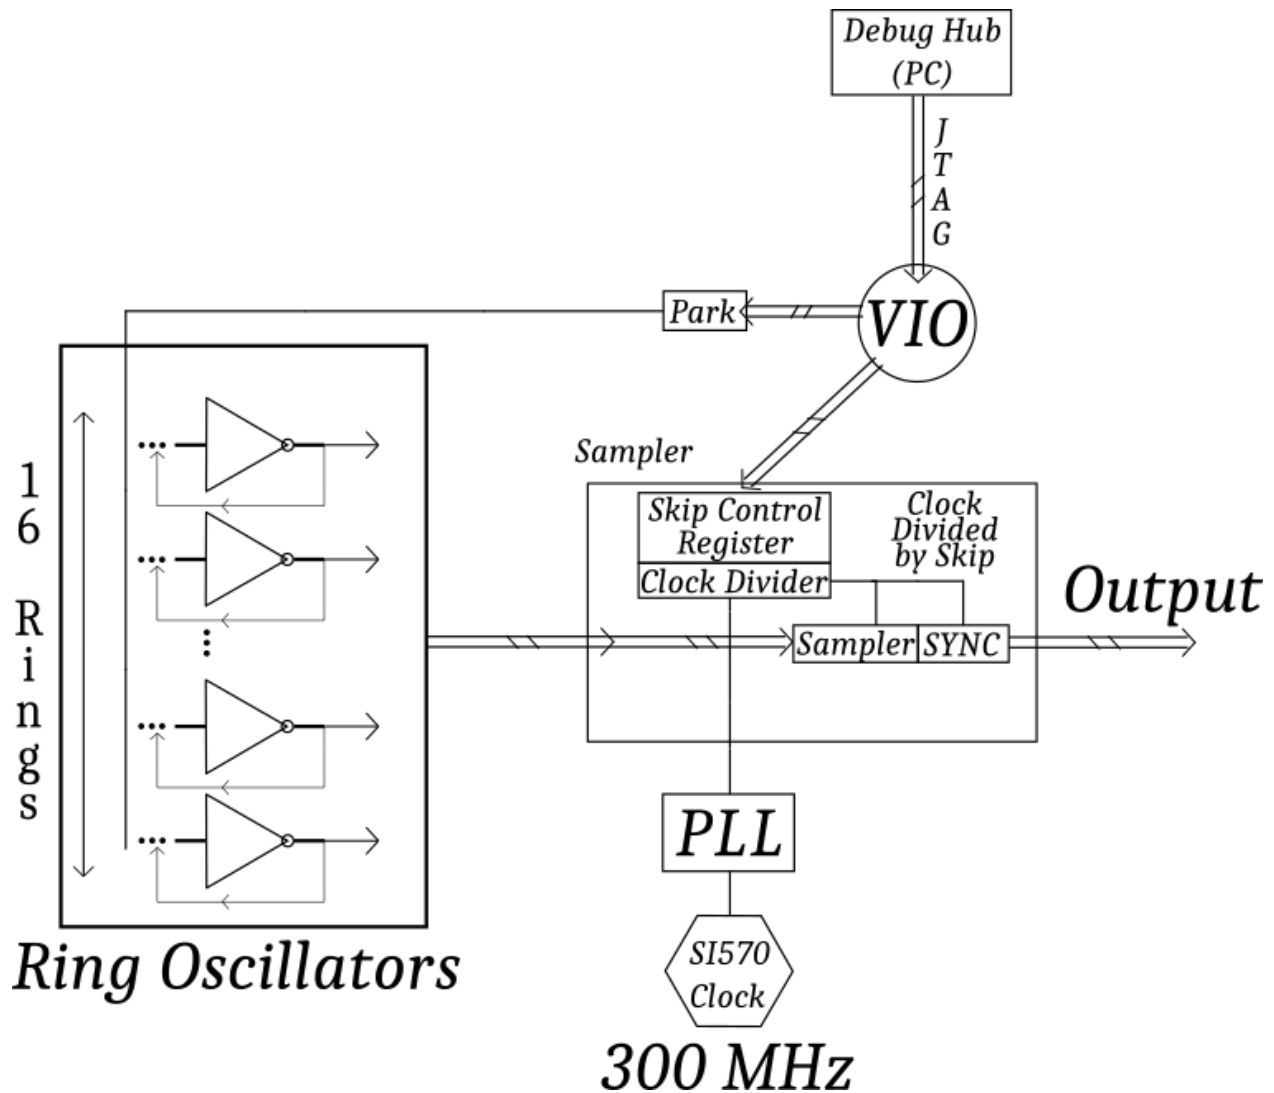 Debug Hub
(PC)
J
T
A
G
VIO
Park
Sampler
Skip Control
Register
Clock Divider
Clock
Divided
by Skip
Sampler
SYNC
Output
1
6
R
i
n
g
s
Ring Oscillators
PLL
SI570
Clock
300 MHz